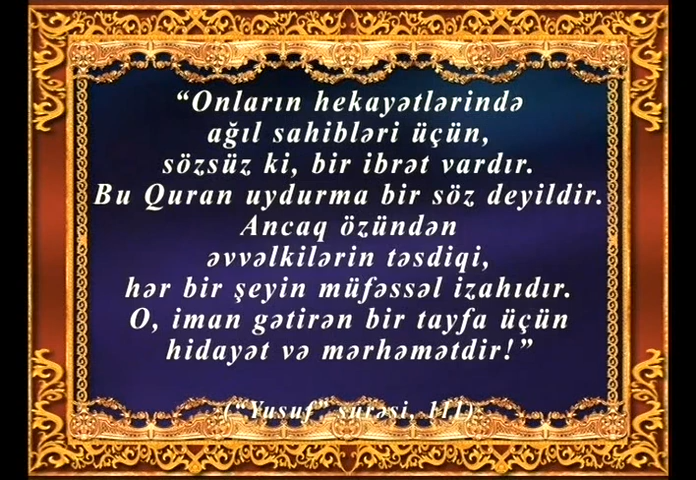 “Onların hekayətlərində
ağıl sahibləri üçün,
sözsüz ki, bir ibrət vardır.
Bu Quran uydurma bir söz deyildir.
Ancaq özündən
əvvəlkilərin təsdiqi,
hər bir şeyin müfəssəl izahıdır.
O, iman gətirən bir tayfa üçün
hidayət və mərhəmətdir!”
(“Yusuf” surəsi, 111)